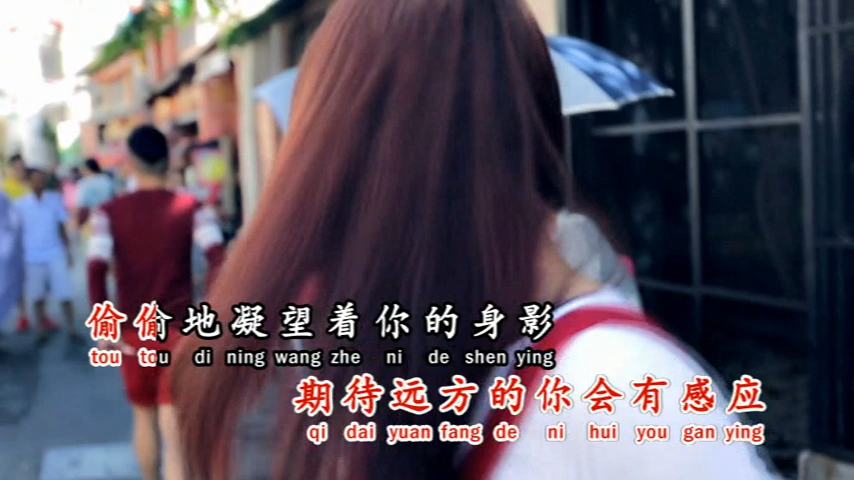 偷偷地凝望着你的身影
tou tou di ning wang zhe ni de shen ying
期待远方的你会有感应
qi dai yuan fang de ni hui you gan ying